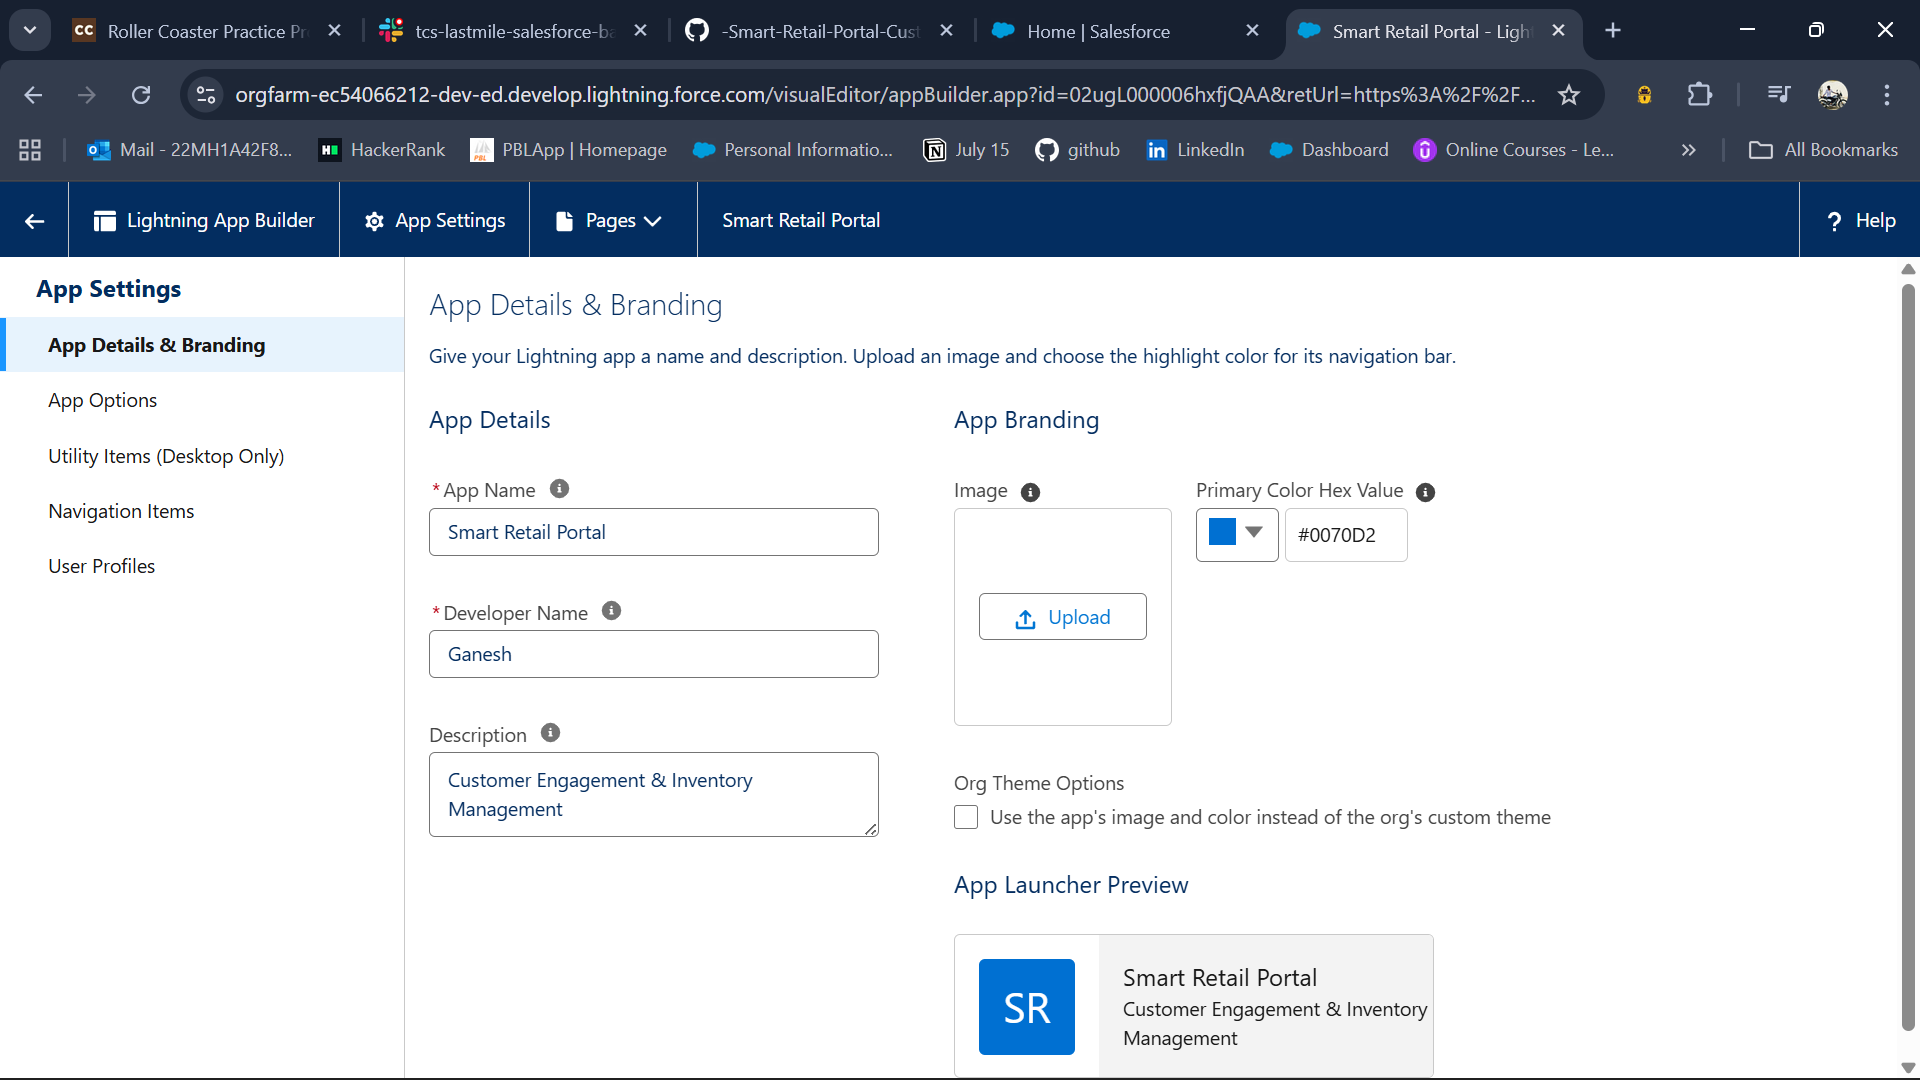 CC Roller Coaster Practice Pr
tcs-lastmile-salesforce-ba
-Smart-Retail-Portal-Cust
Home | Salesforce
Smart Retail Portal - Light
orgfarm-ec54066212-dev-ed.develop.lightning.force.com/visualEditor/appBuilder.app?id=02ugL000006hxfjQAA&retUrl=https%3A%2F%2F...
Mail - 22MH1A42F8...
HackerRank
PBLApp | Homepage
Personal Informatio...
July 15
github
LinkedIn
Dashboard
Online Courses - Le...
All Bookmarks
Lightning App Builder
App Settings
Pages
Smart Retail Portal
? Help
App Settings
App Details & Branding
App Options
Utility Items (Desktop Only)
Navigation Items
User Profiles
App Details & Branding
Give your Lightning app a name and description. Upload an image and choose the highlight color for its navigation bar.
App Details
*App Name
Smart Retail Portal
*Developer Name
Ganesh
Description
Customer Engagement & Inventory
Management
App Branding
Image
Upload
Primary Color Hex Value
#0070D2
Org Theme Options
Use the app's image and color instead of the org's custom theme
App Launcher Preview
SR
Smart Retail Portal
Customer Engagement & Inventory
Management